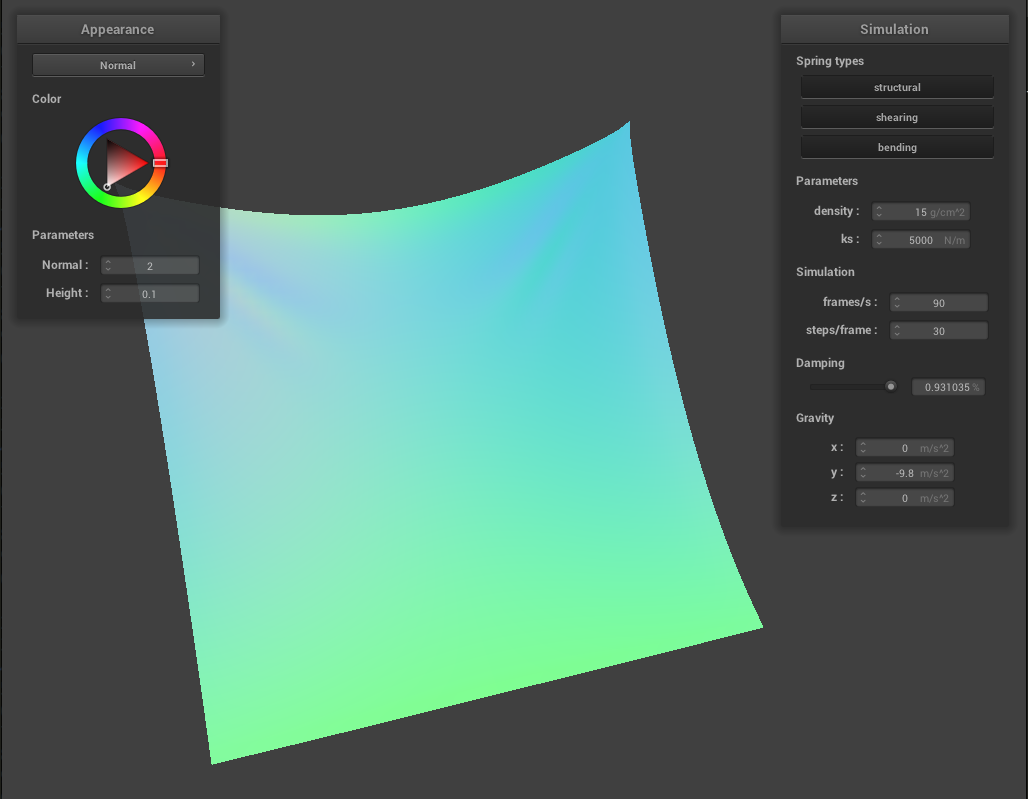 Appearance
Normal
Color
Parameters
Normal : 2
Height : 0.1
Simulation
Spring types
structural
shearing
bending
Parameters
density : 15 g/cm^2
ks : 5000 N/m
Simulation
frames/s : 90
steps/frame : 30
Damping
0.931035 %
Gravity
x : 0 m/s^2
y : -9.8 m/s^2
z : 0 m/s^2